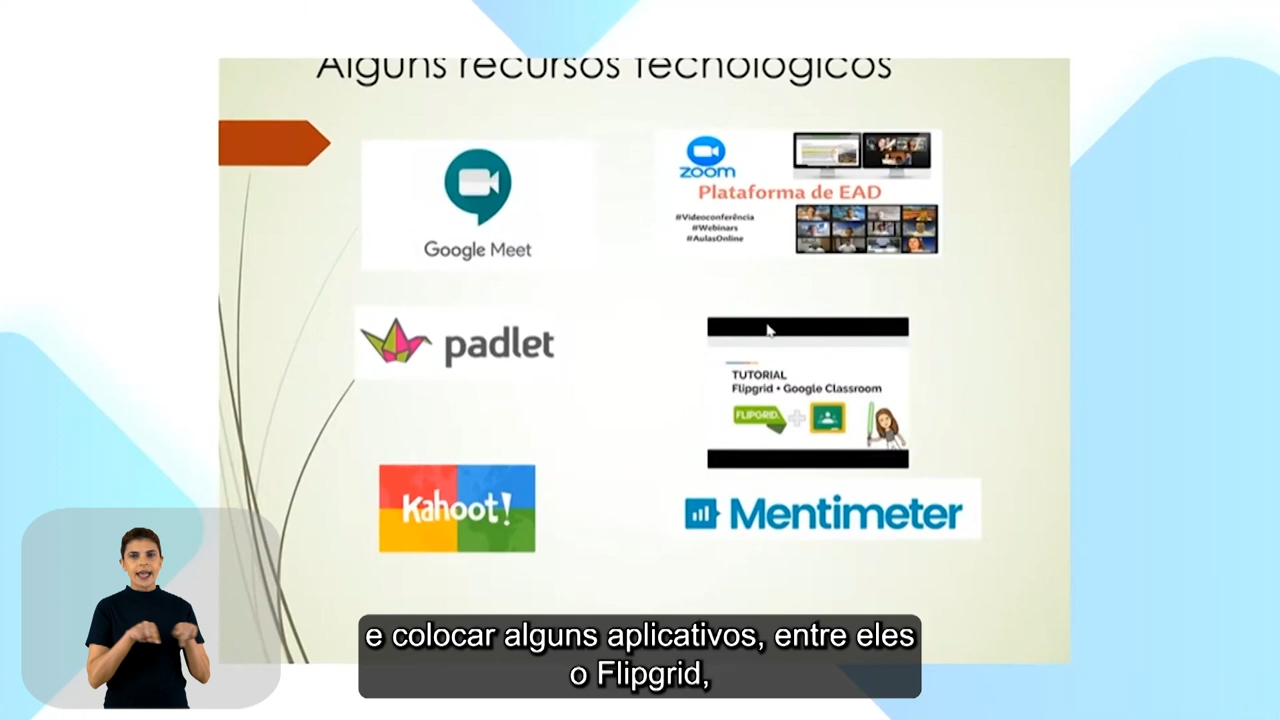 Alguns recursos tecnológicos
Google Meet
zoom
Plataforma de EAD
#Videoconferência
#Webinars
#AulasOnline
padlet
TUTORIAL
Flipgrid + Google Classroom
FLIPGRID.
Kahoot!
Mentimeter
e colocar alguns aplicativos, entre eles
o Flipgrid,